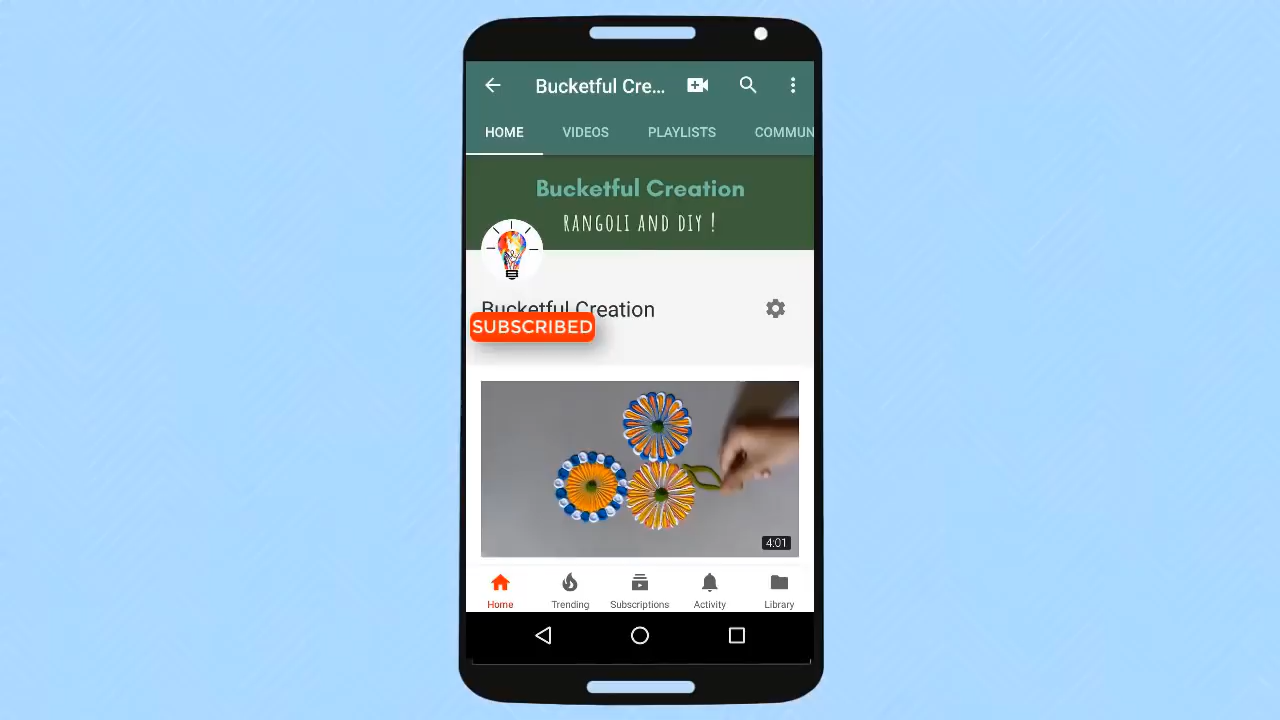 Bucketful Cre...
HOME VIDEOS PLAYLISTS COMMUN
Bucketful Creation
RANGOLI AND DIY !
Bucketful Creation
SUBSCRIBED
4:01
Home Trending Subscriptions Activity Library